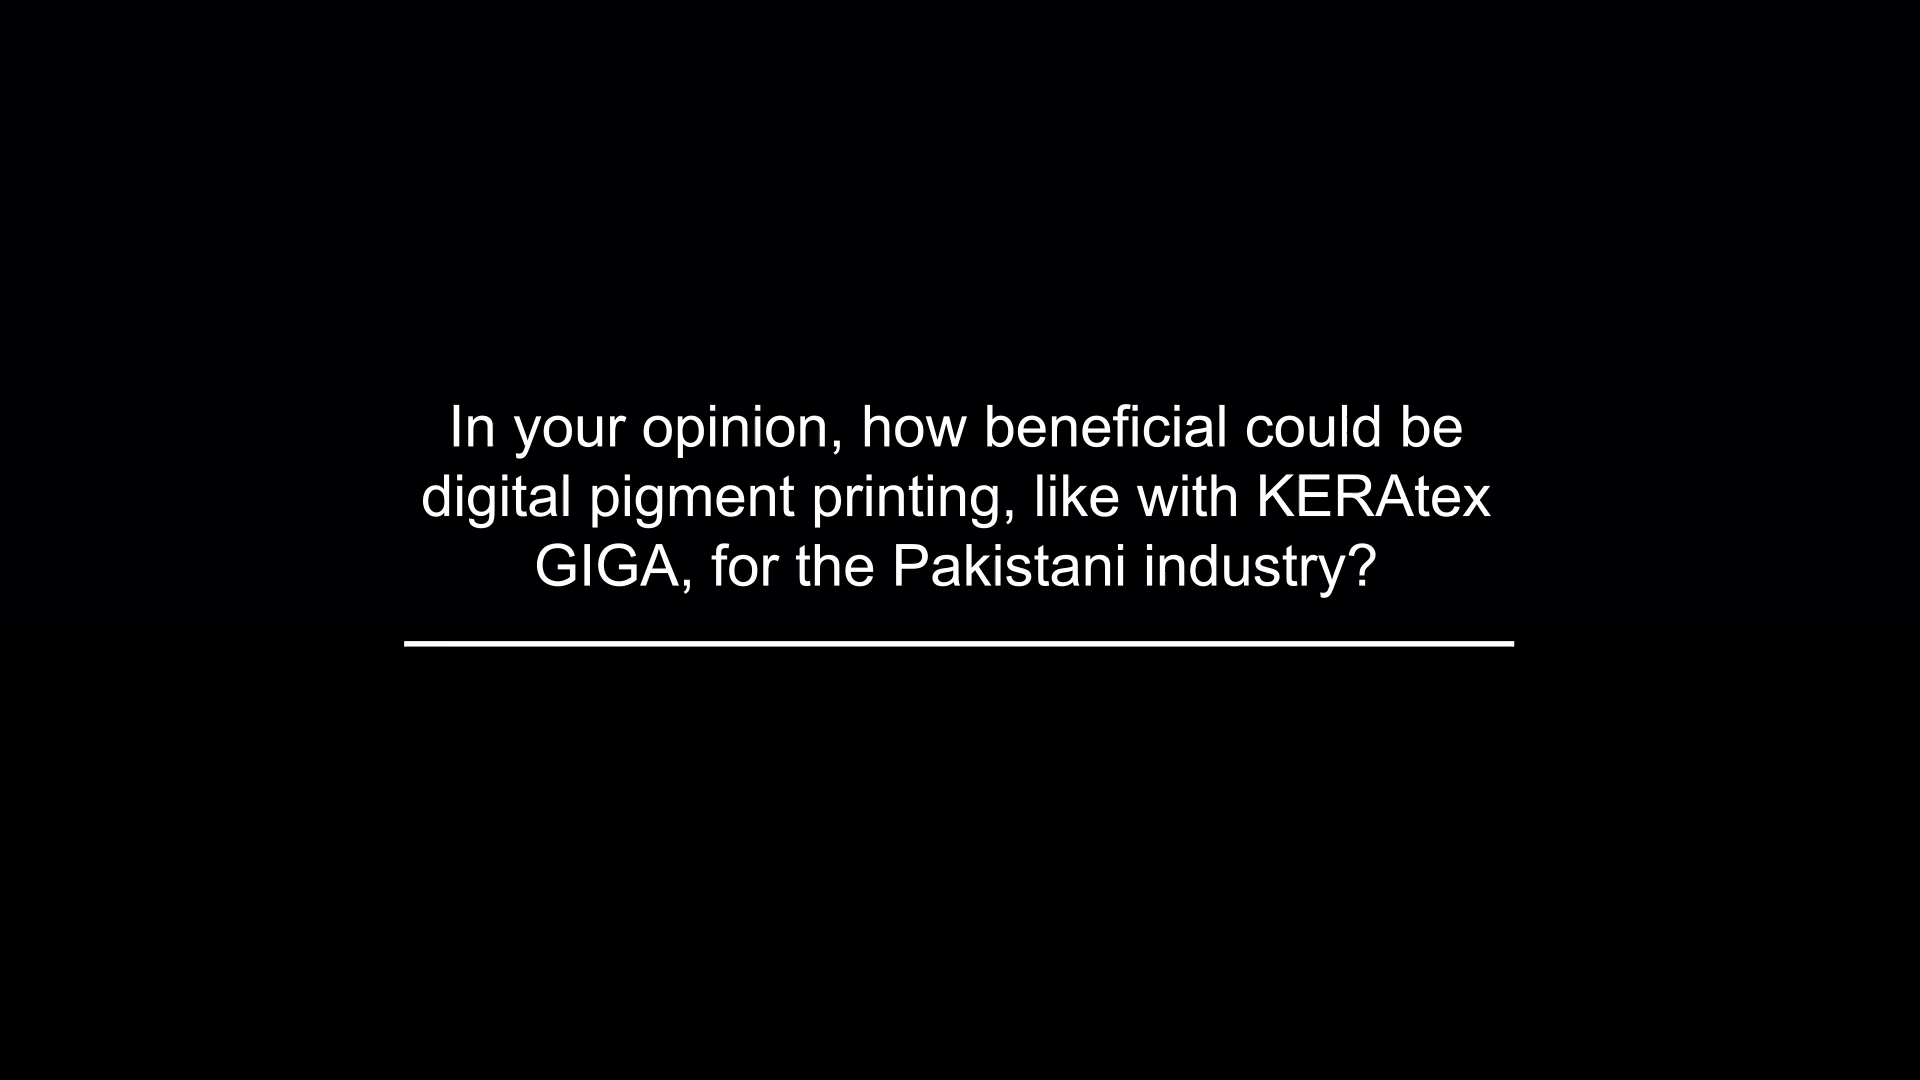 In your opinion, how beneficial could be
digital pigment printing, like with KERAtex
GIGA, for the Pakistani industry?